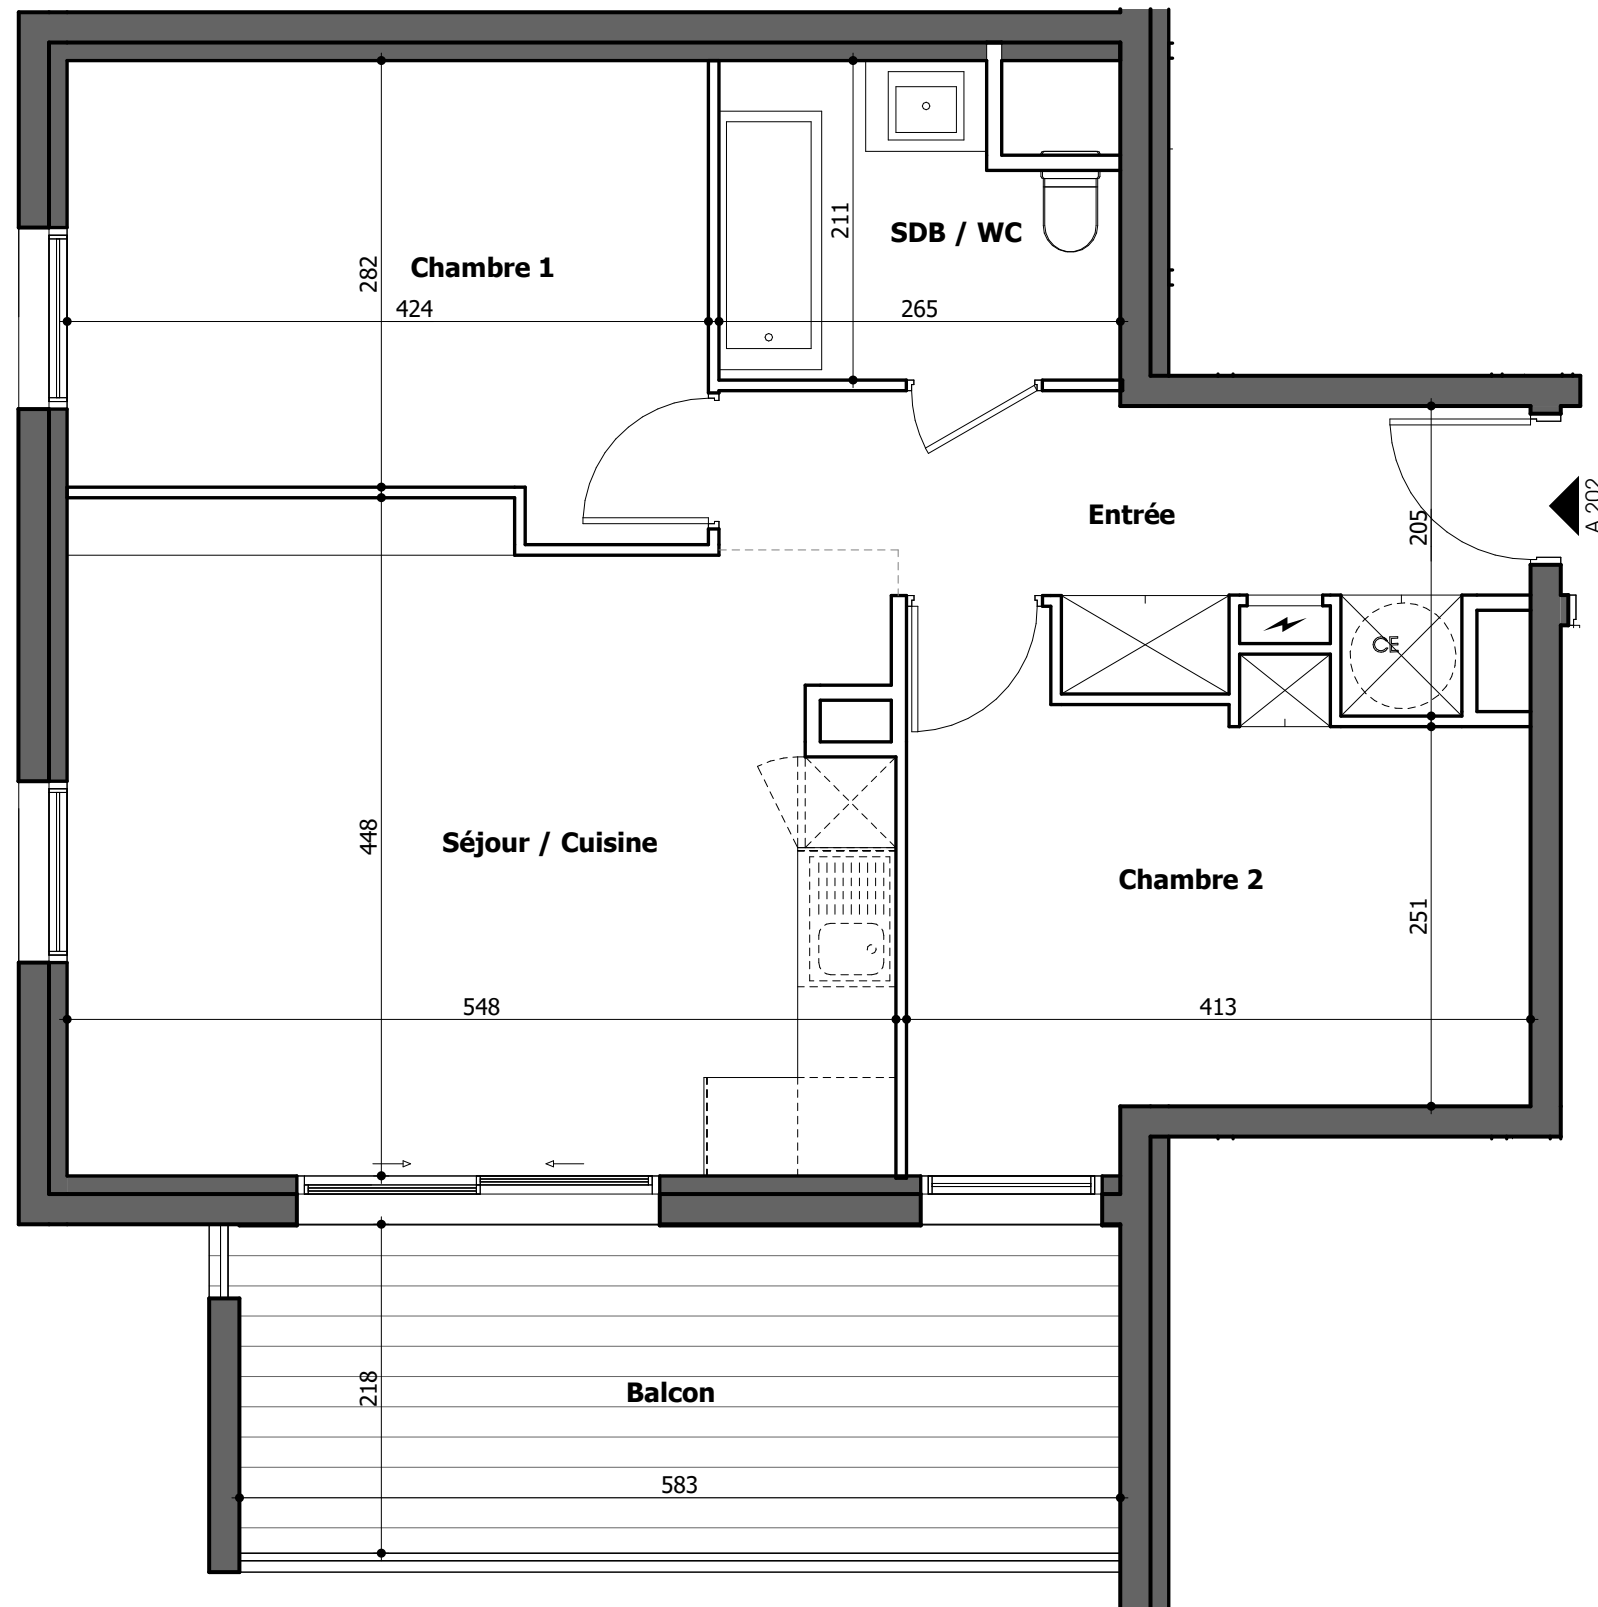 211
SDB / WC
282
Chambre 1
424
265
A 202
Entrée
205
CE
448
Séjour / Cuisine
Chambre 2
251
548
413
218
Balcon
583